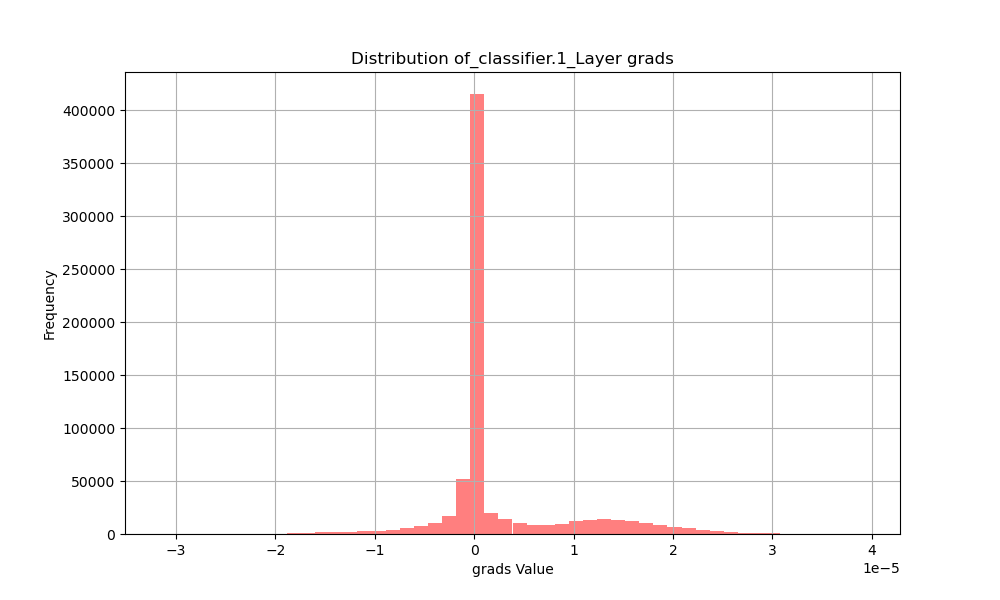 Distribution of_classifier.1_Layer grads
400000
350000
300000
250000
200000
150000
100000
50000
0
Frequency
−3 −2 −1 0 1 2 3 4
1e−5
grads Value